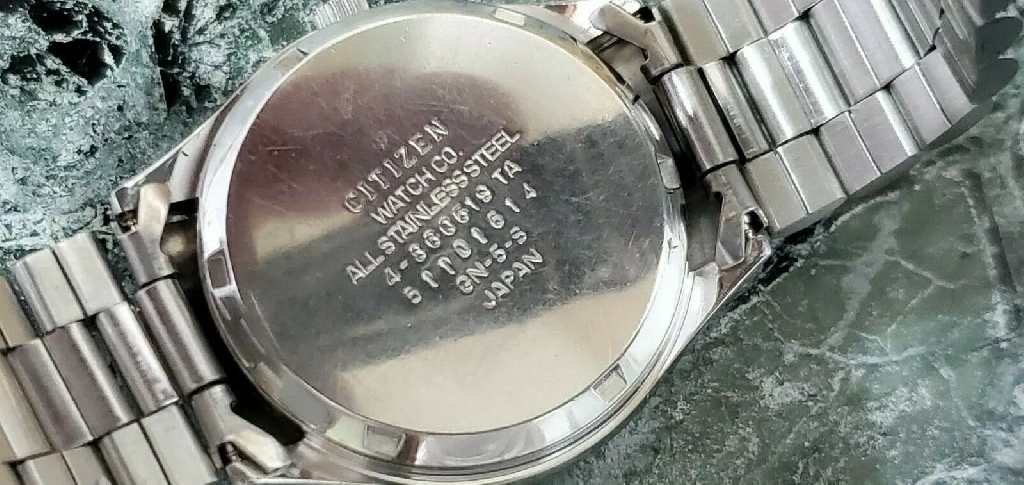 CITIZEN
WATCH CO.
ALL STAINLESS STEEL
4-860619 TA
51101614
GN-5-S
JAPAN